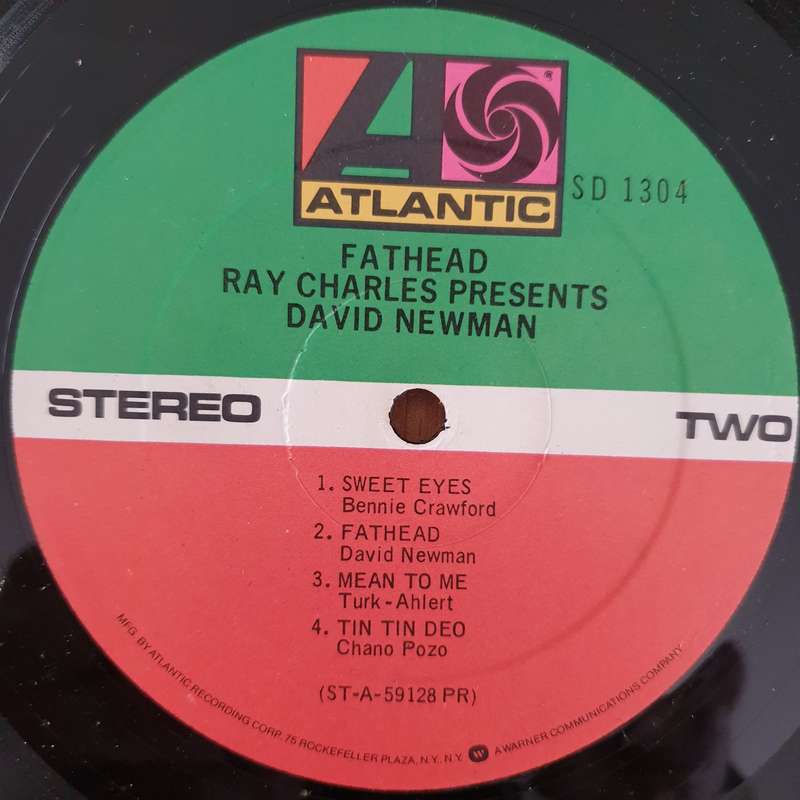 ATLANTIC
SD 1304
FATHEAD
RAY CHARLES PRESENTS
DAVID NEWMAN
STEREO
TWO
1. SWEET EYES
Bennie Crawford
2. FATHEAD
David Newman
3. MEAN TO ME
Turk-Ahlert
4. TIN TIN DEO
Chano Pozo
(ST-A-59128 PR)
MFG. BY ATLANTIC RECORDING CORP. 75 ROCKEFELLER PLAZA, N.Y. N.Y. A WARNER COMMUNICATIONS COMPANY